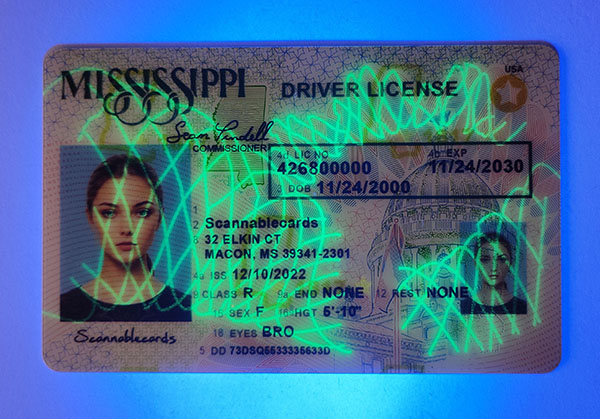 MISSISSIPPI
DRIVER LICENSE
USA
Sean Tindell
COMMISSIONER
4d LIC NO 4b EXP
426800000 11/24/2030
3 DOB 11/24/2000
1
2 Scannablecards
8 32 ELKIN CT
MACON, MS 39341-2301
4a ISS 12/10/2022
9 CLASS R 9a END NONE 12 REST NONE
15 SEX F 16 HGT 5'-10"
18 EYES BRO
5 DD 73DSQ5633335633D
Scannablecards